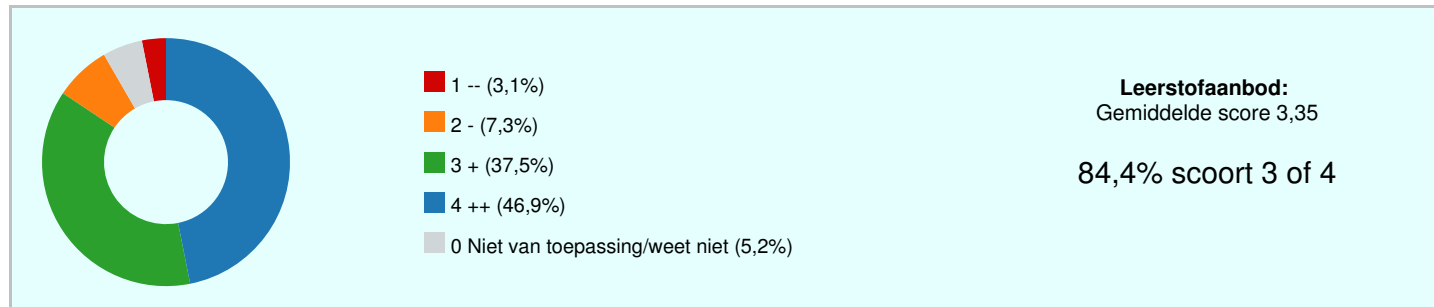 1 -- (3,1%)
2 - (7,3%)
3 + (37,5%)
4 ++ (46,9%)
0 Niet van toepassing/weet niet (5,2%)
Leerstofaanbod:
Gemiddelde score 3,35
84,4% scoort 3 of 4